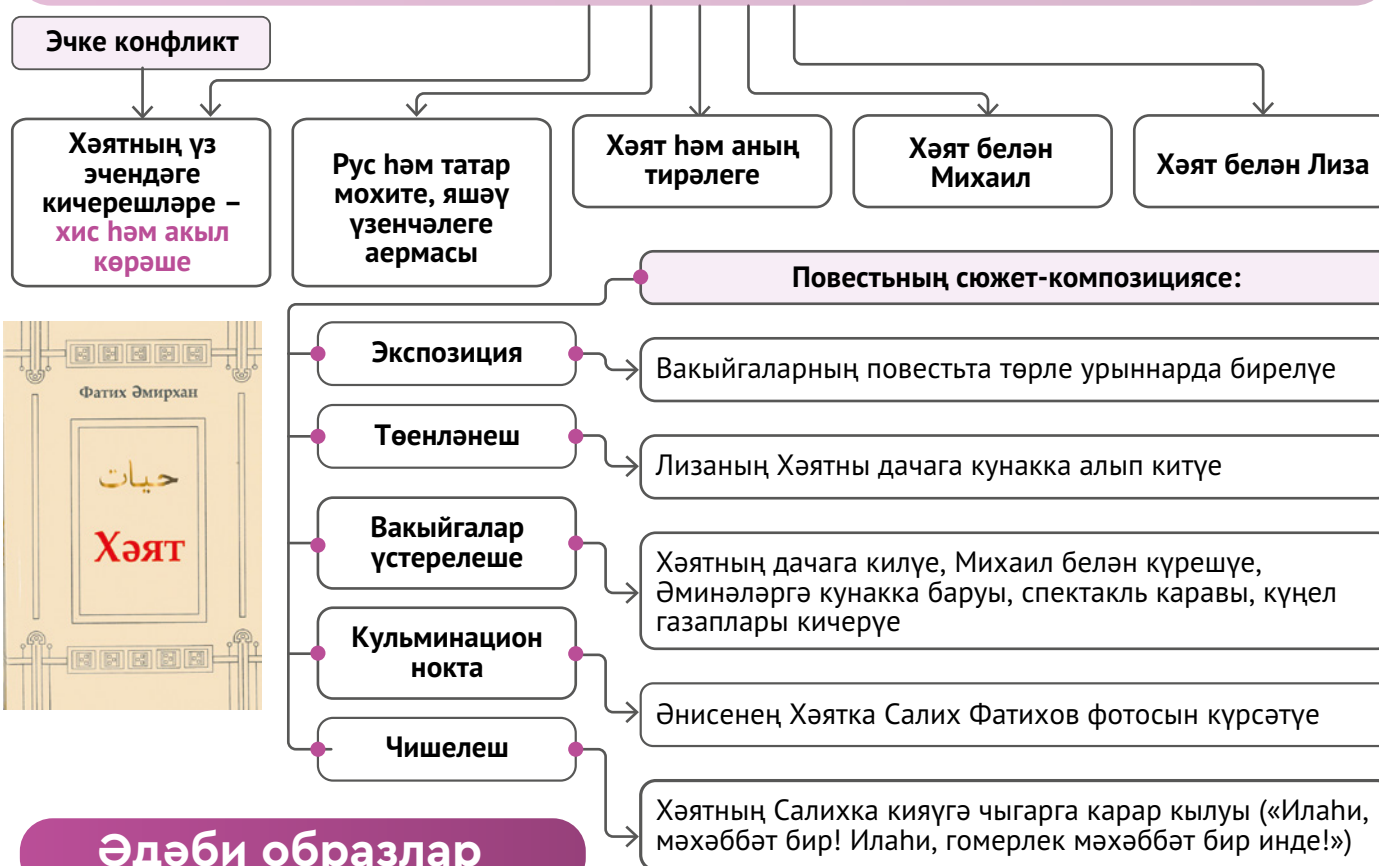 Эчке конфликт
Хәятның үз
эчендәге
кичерешләре –
хис һәм акыл
көрәше
Рус һәм татар
мохите, яшәү
үзенчәлеге
аермасы
Хәят һәм аның
тирәлеге
Хәят белән
Михаил
Хәят белән Лиза
Повестьның сюжет-композициясе:
Фатих Әмирхан
حيات
Хәят
Экспозиция
Вакыйгаларның повестьта төрле урыннарда бирелүе
Төенләнеш
Лизаның Хәятны дачага кунакка алып китүе
Вакыйгалар
үстерелеше
Хәятның дачага килүе, Михаил белән күрешүе,
Әминәләргә кунакка баруы, спектакль каравы, күңел
газаплары кичерүе
Кульминацион
нокта
Әнисенең Хәятка Салих Фатихов фотосын күрсәтүе
Чишелеш
Хәятның Салихка кияүгә чыгарга карар кылуы («Илаһи,
мәхәббәт бир! Илаһи, гомерлек мәхәббәт бир инде!»)
Әдәби образлар